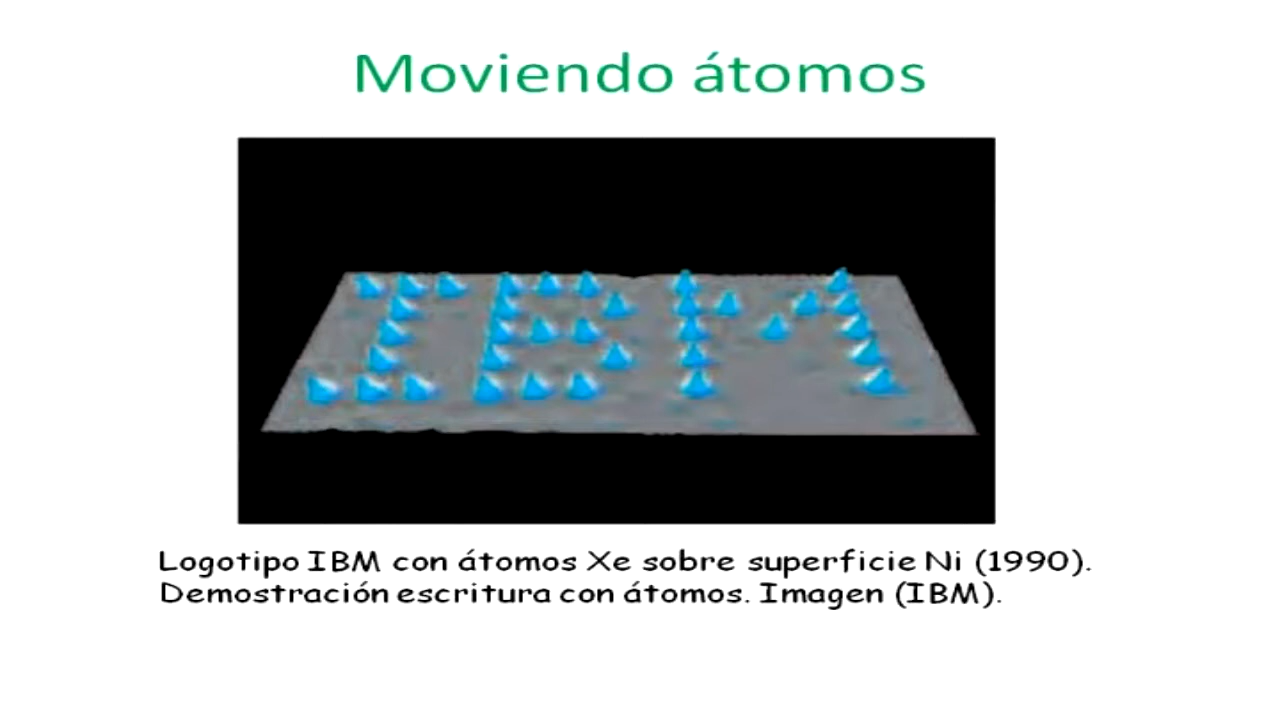 Moviendo átomos
IBM
Logotipo IBM con átomos Xe sobre superficie Ni (1990).
Demostración escritura con átomos. Imagen (IBM).